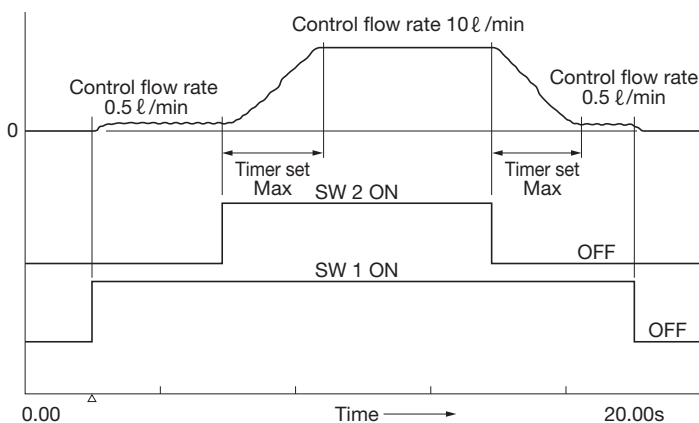 Control flow rate 10 ℓ/min
Control flow rate
0.5 ℓ/min
Control flow rate
0.5 ℓ/min
0
Timer set
Max
Timer set
Max
SW 2 ON
OFF
SW 1 ON
OFF
0.00
Time
20.00s